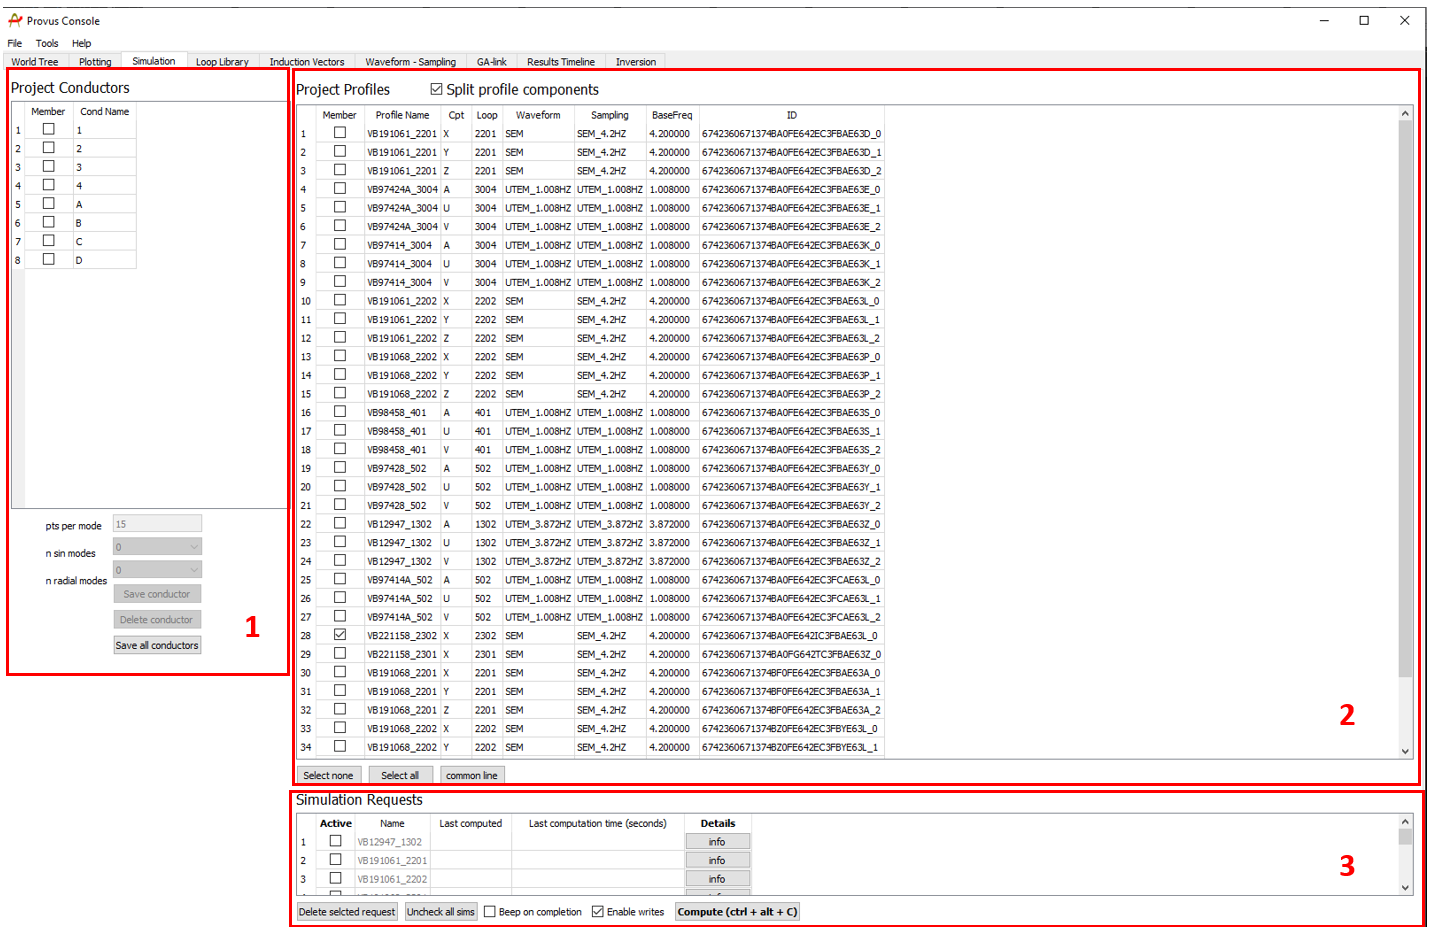 Provus Console
File Tools Help
World Tree Plotting Simulation Loop Library Induction Vectors Waveform - Sampling GA-link Results Timeline Inversion
Project Conductors
Member Cond Name
1 1
2 2
3 3
4 4
5 A
6 B
7 C
8 D
pts per mode 15
n sin modes 0
n radial modes 0
Save conductor
Delete conductor
Save all conductors
1
Project Profiles Split profile components
Member Profile Name Cpt Loop Waveform Sampling BaseFreq ID
1 VB191061_2201 X 2201 SEM SEM_4.2HZ 4.200000 6742360671374BA0FE642EC3FBAE63D_0
2 VB191061_2201 Y 2201 SEM SEM_4.2HZ 4.200000 6742360671374BA0FE642EC3FBAE63D_1
3 VB191061_2201 Z 2201 SEM SEM_4.2HZ 4.200000 6742360671374BA0FE642EC3FBAE63D_2
4 VB97424A_3004 A 3004 UTEM_1.008HZ UTEM_1.008HZ 1.008000 6742360671374BA0FE642EC3FBAE63E_0
5 VB97424A_3004 U 3004 UTEM_1.008HZ UTEM_1.008HZ 1.008000 6742360671374BA0FE642EC3FBAE63E_1
6 VB97424A_3004 V 3004 UTEM_1.008HZ UTEM_1.008HZ 1.008000 6742360671374BA0FE642EC3FBAE63E_2
7 VB97414_3004 A 3004 UTEM_1.008HZ UTEM_1.008HZ 1.008000 6742360671374BA0FE642EC3FBAE63K_0
8 VB97414_3004 U 3004 UTEM_1.008HZ UTEM_1.008HZ 1.008000 6742360671374BA0FE642EC3FBAE63K_1
9 VB97414_3004 V 3004 UTEM_1.008HZ UTEM_1.008HZ 1.008000 6742360671374BA0FE642EC3FBAE63K_2
10 VB191061_2202 X 2202 SEM SEM_4.2HZ 4.200000 6742360671374BA0FE642EC3FBAE63L_0
11 VB191061_2202 Y 2202 SEM SEM_4.2HZ 4.200000 6742360671374BA0FE642EC3FBAE63L_1
12 VB191061_2202 Z 2202 SEM SEM_4.2HZ 4.200000 6742360671374BA0FE642EC3FBAE63L_2
13 VB191068_2202 X 2202 SEM SEM_4.2HZ 4.200000 6742360671374BA0FE642EC3FBAE63P_0
14 VB191068_2202 Y 2202 SEM SEM_4.2HZ 4.200000 6742360671374BA0FE642EC3FBAE63P_1
15 VB191068_2202 Z 2202 SEM SEM_4.2HZ 4.200000 6742360671374BA0FE642EC3FBAE63P_2
16 VB98458_401 A 401 UTEM_1.008HZ UTEM_1.008HZ 1.008000 6742360671374BA0FE642EC3FBAE63S_0
17 VB98458_401 U 401 UTEM_1.008HZ UTEM_1.008HZ 1.008000 6742360671374BA0FE642EC3FBAE63S_1
18 VB98458_401 V 401 UTEM_1.008HZ UTEM_1.008HZ 1.008000 6742360671374BA0FE642EC3FBAE63S_2
19 VB97428_502 A 502 UTEM_1.008HZ UTEM_1.008HZ 1.008000 6742360671374BA0FE642EC3FBAE63Y_0
20 VB97428_502 U 502 UTEM_1.008HZ UTEM_1.008HZ 1.008000 6742360671374BA0FE642EC3FBAE63Y_1
21 VB97428_502 V 502 UTEM_1.008HZ UTEM_1.008HZ 1.008000 6742360671374BA0FE642EC3FBAE63Y_2
22 VB12947_1302 A 1302 UTEM_3.872HZ UTEM_3.872HZ 3.872000 6742360671374BA0FE642EC3FBAE63Z_0
23 VB12947_1302 U 1302 UTEM_3.872HZ UTEM_3.872HZ 3.872000 6742360671374BA0FE642EC3FBAE63Z_1
24 VB12947_1302 V 1302 UTEM_3.872HZ UTEM_3.872HZ 3.872000 6742360671374BA0FE642EC3FBAE63Z_2
25 VB97414A_502 A 502 UTEM_1.008HZ UTEM_1.008HZ 1.008000 6742360671374BA0FE642EC3FCAE63L_0
26 VB97414A_502 U 502 UTEM_1.008HZ UTEM_1.008HZ 1.008000 6742360671374BA0FE642EC3FCAE63L_1
27 VB97414A_502 V 502 UTEM_1.008HZ UTEM_1.008HZ 1.008000 6742360671374BA0FE642EC3FCAE63L_2
28 VB221158_2302 X 2302 SEM SEM_4.2HZ 4.200000 6742360671374BA0FE642IC3FBAE63L_0
29 VB221158_2301 X 2301 SEM SEM_4.2HZ 4.200000 6742360671374BA0FG642TC3FBAE63Z_0
30 VB191068_2201 X 2201 SEM SEM_4.2HZ 4.200000 6742360671374BF0FE642EC3FBAE63A_0
31 VB191068_2201 Y 2201 SEM SEM_4.2HZ 4.200000 6742360671374BF0FE642EC3FBAE63A_1
32 VB191068_2201 Z 2201 SEM SEM_4.2HZ 4.200000 6742360671374BF0FE642EC3FBAE63A_2
33 VB191068_2202 X 2202 SEM SEM_4.2HZ 4.200000 6742360671374BZ0FE642EC3FBYE63L_0
34 VB191068_2202 Y 2202 SEM SEM_4.2HZ 4.200000 6742360671374BZ0FE642EC3FBYE63L_1
2
Select none Select all common line
Simulation Requests
Active Name Last computed Last computation time (seconds) Details
1 VB12947_1302 info
2 VB191061_2201 info
3 VB191061_2202 info
3
Delete selcted request Uncheck all sims Beep on completion Enable writes Compute (ctrl + alt + C)